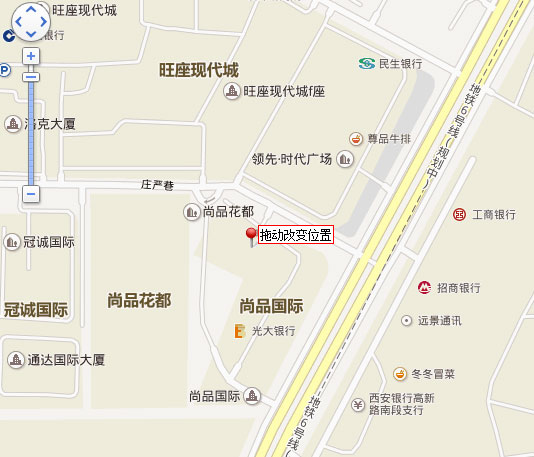 旺座现代城
银行
P
旺座现代城
民生银行
旺座现代城f座
洛克大厦
尊品牛排
领先·时代广场
地铁6号线(规划中)
庄严巷
尚品花都
工商银行
冠诚国际
拖动改变位置
招商银行
尚品花都
尚品国际
冠诚国际
远景通讯
光大银行
通达国际大厦
冬冬冒菜
尚品国际
西安银行高新
路南段支行
地铁6号线(